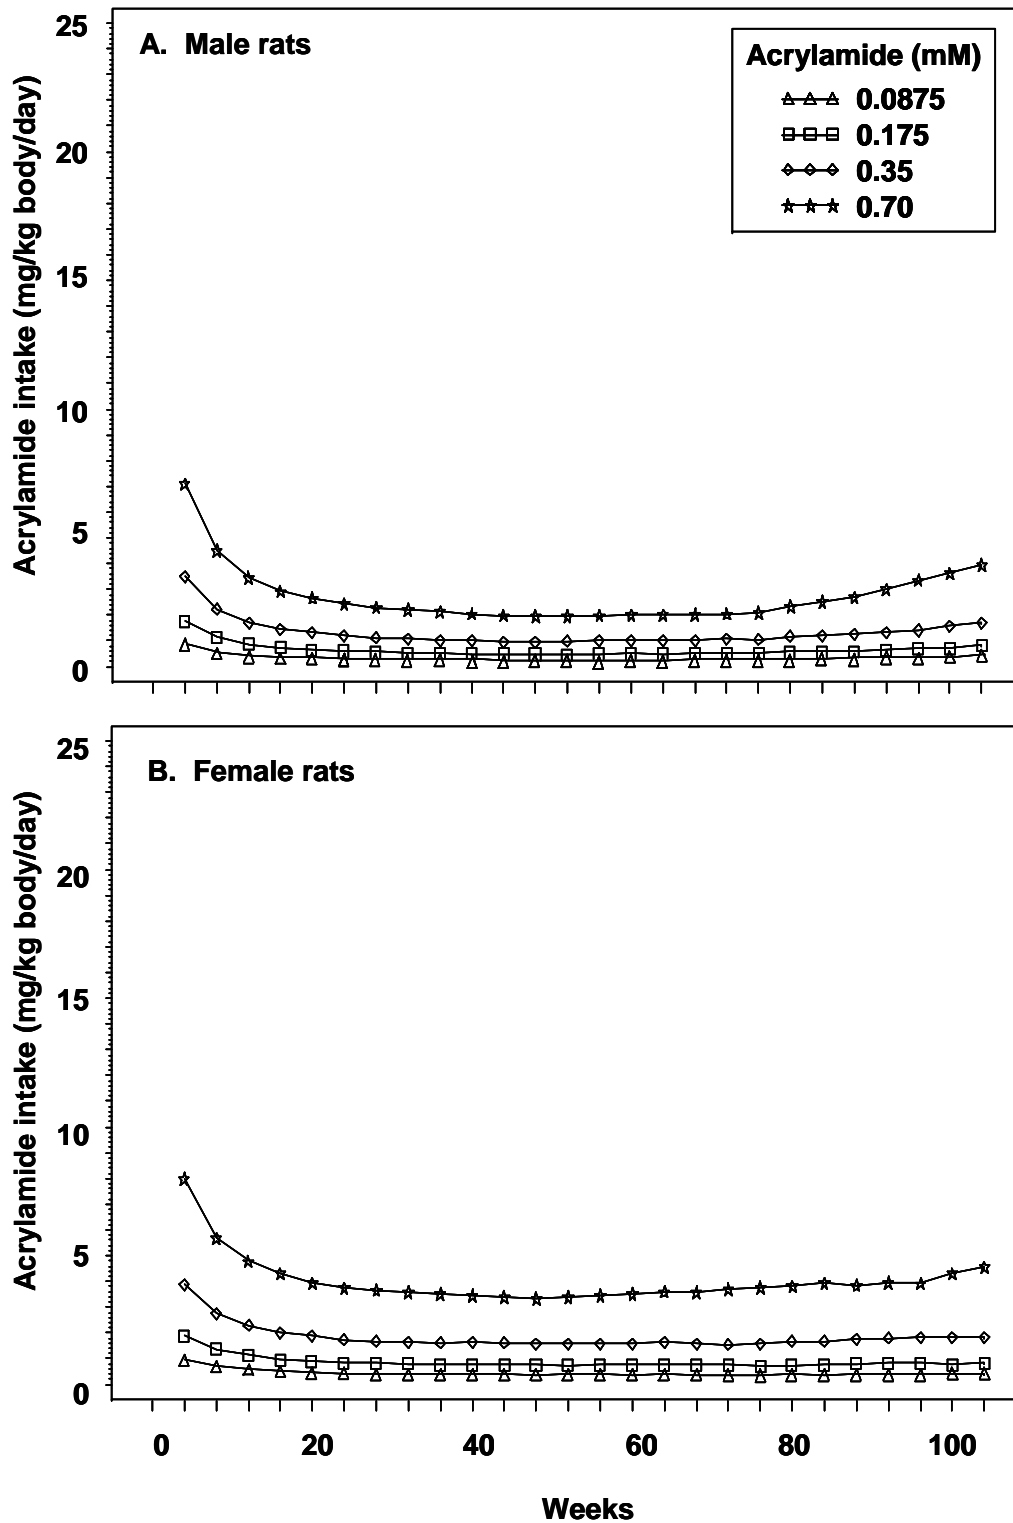 25
A. Male rats
Acrylamide (mM)
0.0875
0.175
0.35
0.70
20
15
10
5
0
Acrylamide intake (mg/kg body/day)
25
B. Female rats
20
15
10
5
0
Acrylamide intake (mg/kg body/day)
0 20 40 60 80 100
Weeks